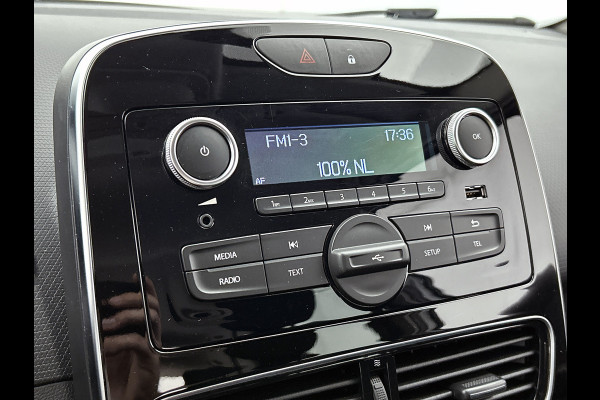 FM1-3 17:36
100% NL
AF
OK
1 2 3 4 5 6
MEDIA
RADIO
TEXT
SETUP
TEL